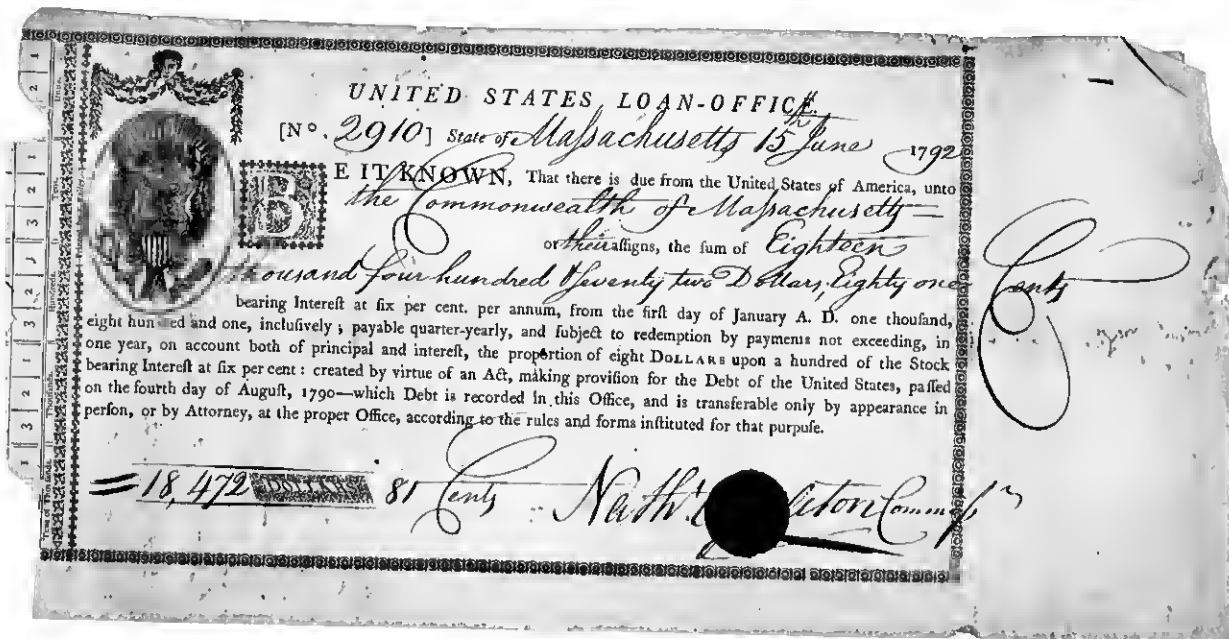 UNITED STATES LOAN-OFFICE.
[No. 2910] State of Massachusetts 15th June 1792
BE IT KNOWN, That there is due from the United States of America, unto
the Commonwealth of Massachusetts
or their assigns, the sum of Eighteen
thousand four hundred & Seventy two Dollars, Eighty one Cents
bearing Interest at six per cent. per annum, from the first day of January A. D. one thousand,
eight hundred and one, inclusively; payable quarter-yearly, and subject to redemption by payments not exceeding, in
one year, on account both of principal and interest, the proportion of eight DOLLARS upon a hundred of the Stock
bearing Interest at six per cent: created by virtue of an Act, making provision for the Debt of the United States, passed
on the fourth day of August, 1790—which Debt is recorded in this Office, and is transferable only by appearance in
person, or by Attorney, at the proper Office, according to the rules and forms instituted for that purpose.
18,472 DOLLARS 81 Cents
Nath.l